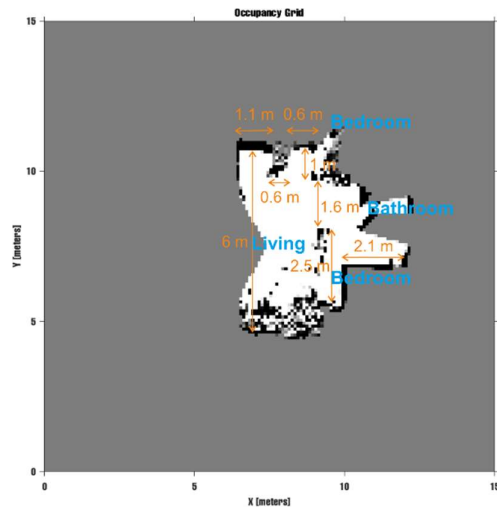 Occupancy Grid
15
1.1 m
0.6 m
Bedroom
10
1 m
0.6 m
1.6 m
Bathroom
Y [meters]
6 m
Living
2.1 m
2.5 m
Bedroom
5
0
0
5
10
15
X [meters]